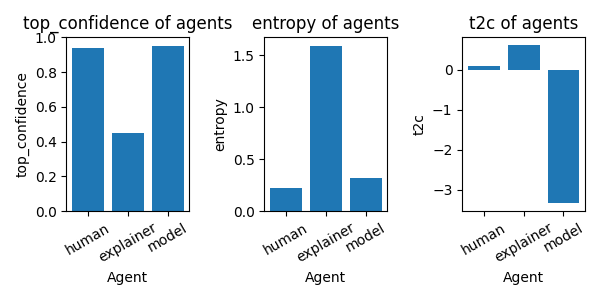 top_confidence of agents
top_confidence
1.0
0.8
0.6
0.4
0.2
0.0
human
explainer
model
Agent
entropy of agents
entropy
1.5
1.0
0.5
0.0
human
explainer
model
Agent
t2c of agents
t2c
0
−1
−2
−3
human
explainer
model
Agent